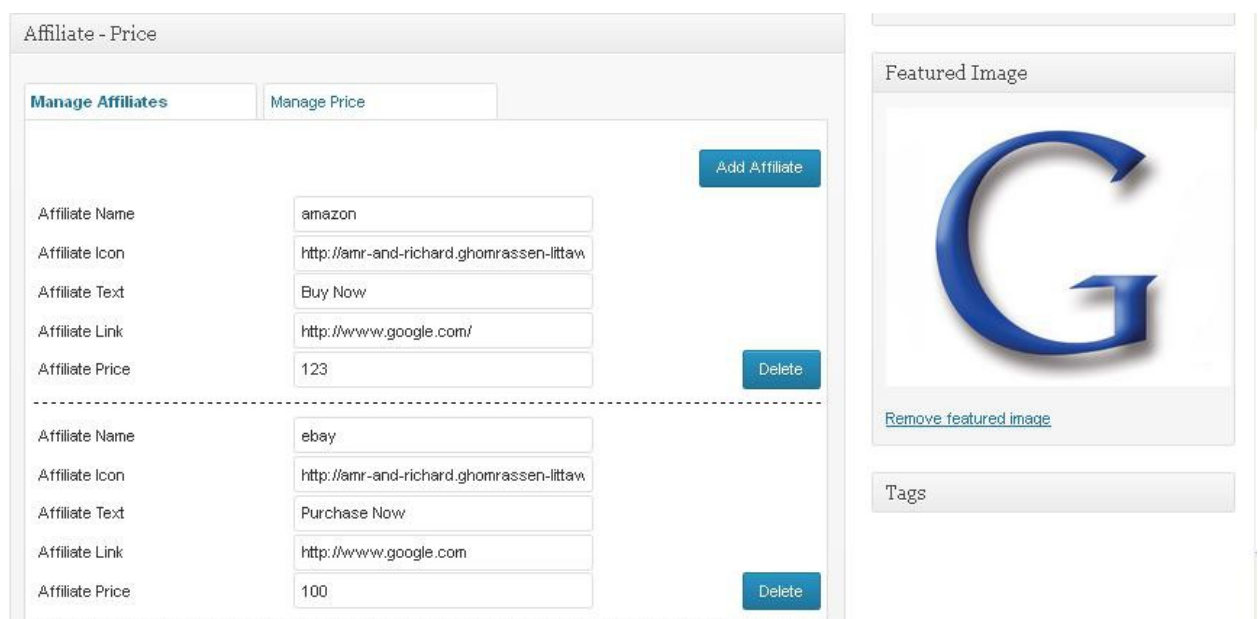 Affiliate - Price
Manage Affiliates
Manage Price
Add Affiliate
Affiliate Name
amazon
Affiliate Icon
http://amr-and-richard.ghomrassen-littaw
Affiliate Text
Buy Now
Affiliate Link
http://www.google.com/
Affiliate Price
123
Delete
Affiliate Name
ebay
Affiliate Icon
http://amr-and-richard.ghomrassen-littaw
Affiliate Text
Purchase Now
Affiliate Link
http://www.google.com
Affiliate Price
100
Delete
Featured Image
G
Remove featured image
Tags